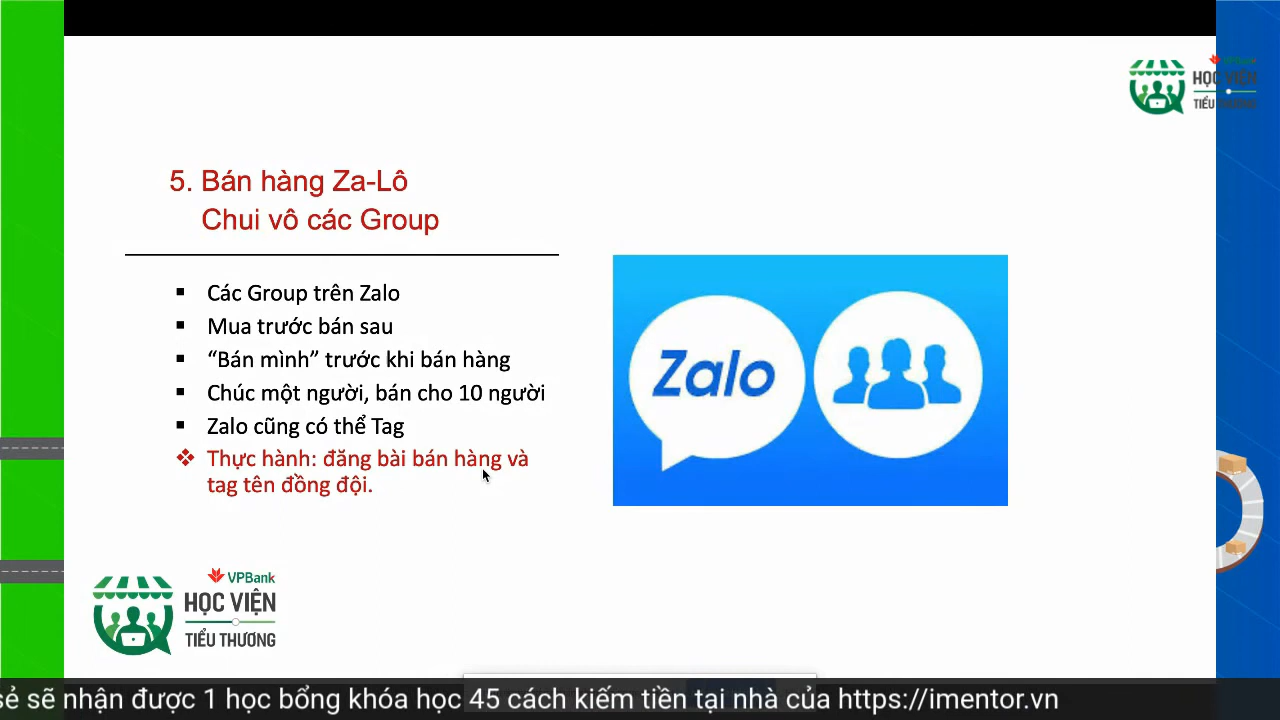 VPBank
HỌC VIỆN
TIỂU THƯƠNG
5. Bán hàng Za-Lô
Chui vô các Group
▪ Các Group trên Zalo
▪ Mua trước bán sau
▪ “Bán mình” trước khi bán hàng
▪ Chúc một người, bán cho 10 người
▪ Zalo cũng có thể Tag
❖ Thực hành: đăng bài bán hàng và
tag tên đồng đội.
Zalo
VPBank
HỌC VIỆN
TIỂU THƯƠNG
sẻ sẽ nhận được 1 học bổng khóa học 45 cách kiếm tiền tại nhà của https://imentor.vn